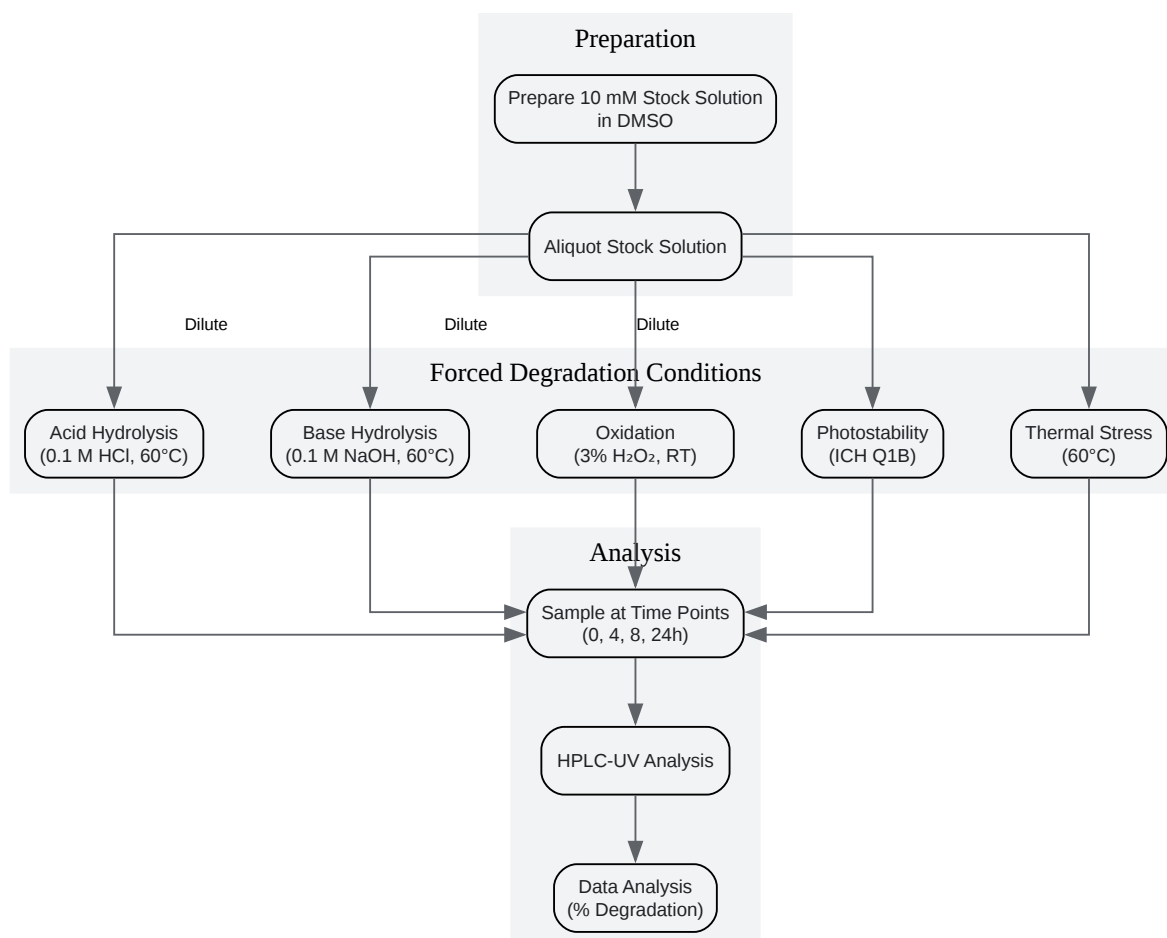 Preparation
Prepare 10 mM Stock Solution
in DMSO
Aliquot Stock Solution
Dilute
Dilute
Dilute
Forced Degradation Conditions
Acid Hydrolysis
(0.1 M HCl, 60°C)
Base Hydrolysis
(0.1 M NaOH, 60°C)
Oxidation
(3% H₂O₂, RT)
Photostability
(ICH Q1B)
Thermal Stress
(60°C)
Analysis
Sample at Time Points
(0, 4, 8, 24h)
HPLC-UV Analysis
Data Analysis
(% Degradation)